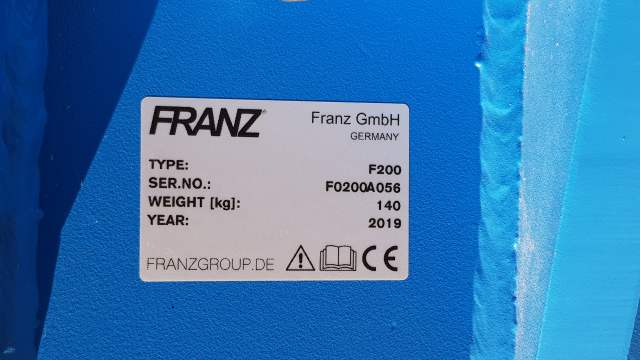 FRANZ® Franz GmbH
GERMANY
TYPE: F200
SER.NO.: F0200A056
WEIGHT [kg]: 140
YEAR: 2019
FRANZGROUP.DE CE